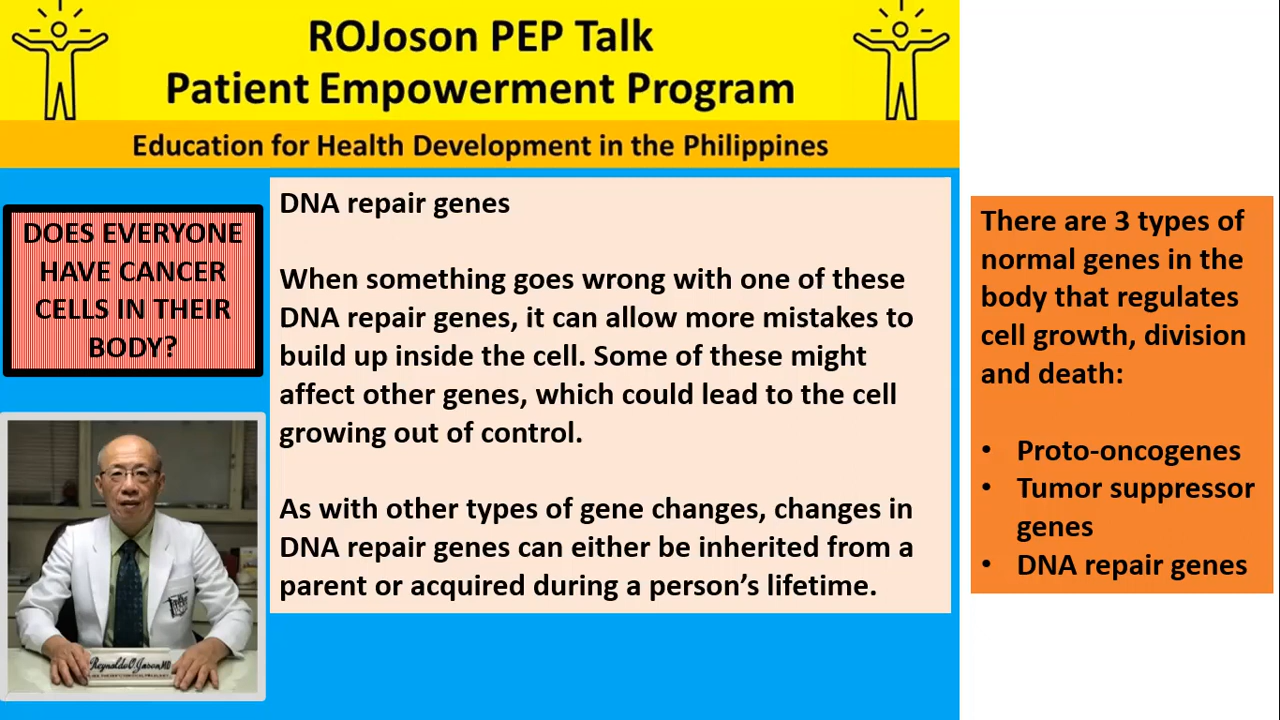 ROJoson PEP Talk
Patient Empowerment Program
Education for Health Development in the Philippines
DOES EVERYONE
HAVE CANCER
CELLS IN THEIR
BODY?
DNA repair genes
When something goes wrong with one of these
DNA repair genes, it can allow more mistakes to
build up inside the cell. Some of these might
affect other genes, which could lead to the cell
growing out of control.
As with other types of gene changes, changes in
DNA repair genes can either be inherited from a
parent or acquired during a person’s lifetime.
There are 3 types of
normal genes in the
body that regulates
cell growth, division
and death:
• Proto-oncogenes
• Tumor suppressor
genes
• DNA repair genes
Reynaldo O. Joson, MD